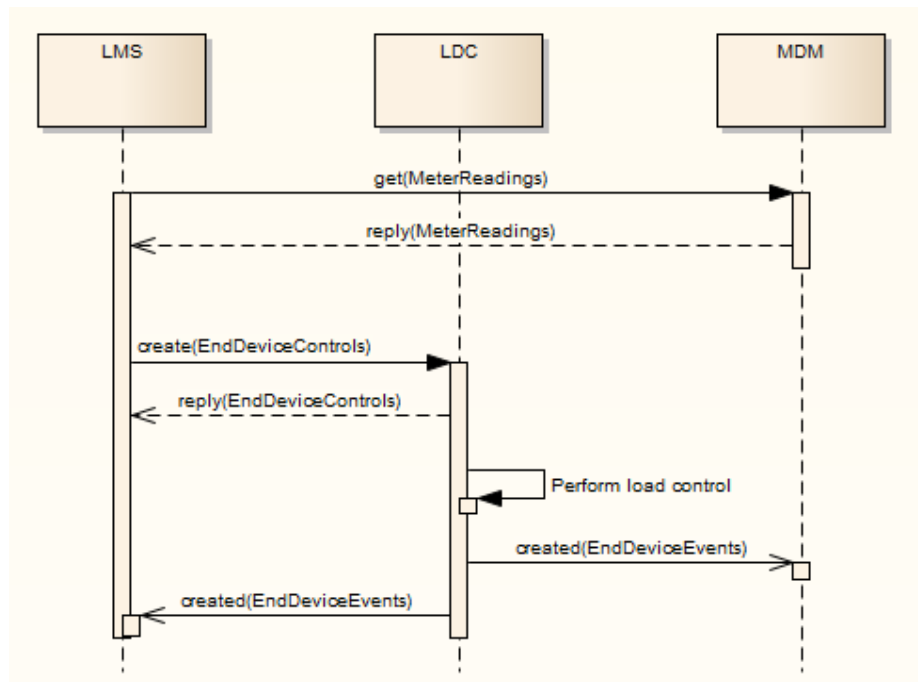 LMS
LDC
MDM
get(MeterReadings)
reply(MeterReadings)
create(EndDeviceControls)
reply(EndDeviceControls)
Perform load control
created(EndDeviceEvents)
created(EndDeviceEvents)